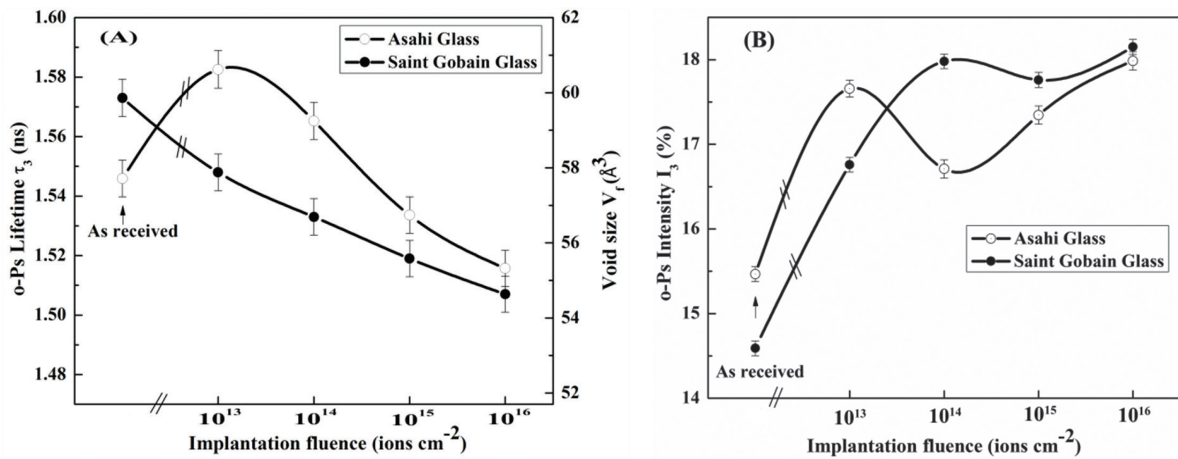 (A)
Asahi Glass
Saint Gobain Glass
1.60
1.58
1.56
1.54
1.52
1.50
1.48
o-Ps Lifetime τ3 (ns)
62
60
58
56
54
52
Void size Vf (Å3)
As received
10^13
10^14
10^15
10^16
Implantation fluence (ions cm-2)
(B)
Asahi Glass
Saint Gobain Glass
18
17
16
15
14
o-Ps Intensity I3 (%)
As received
10^13
10^14
10^15
10^16
Implantation fluence (ions cm-2)